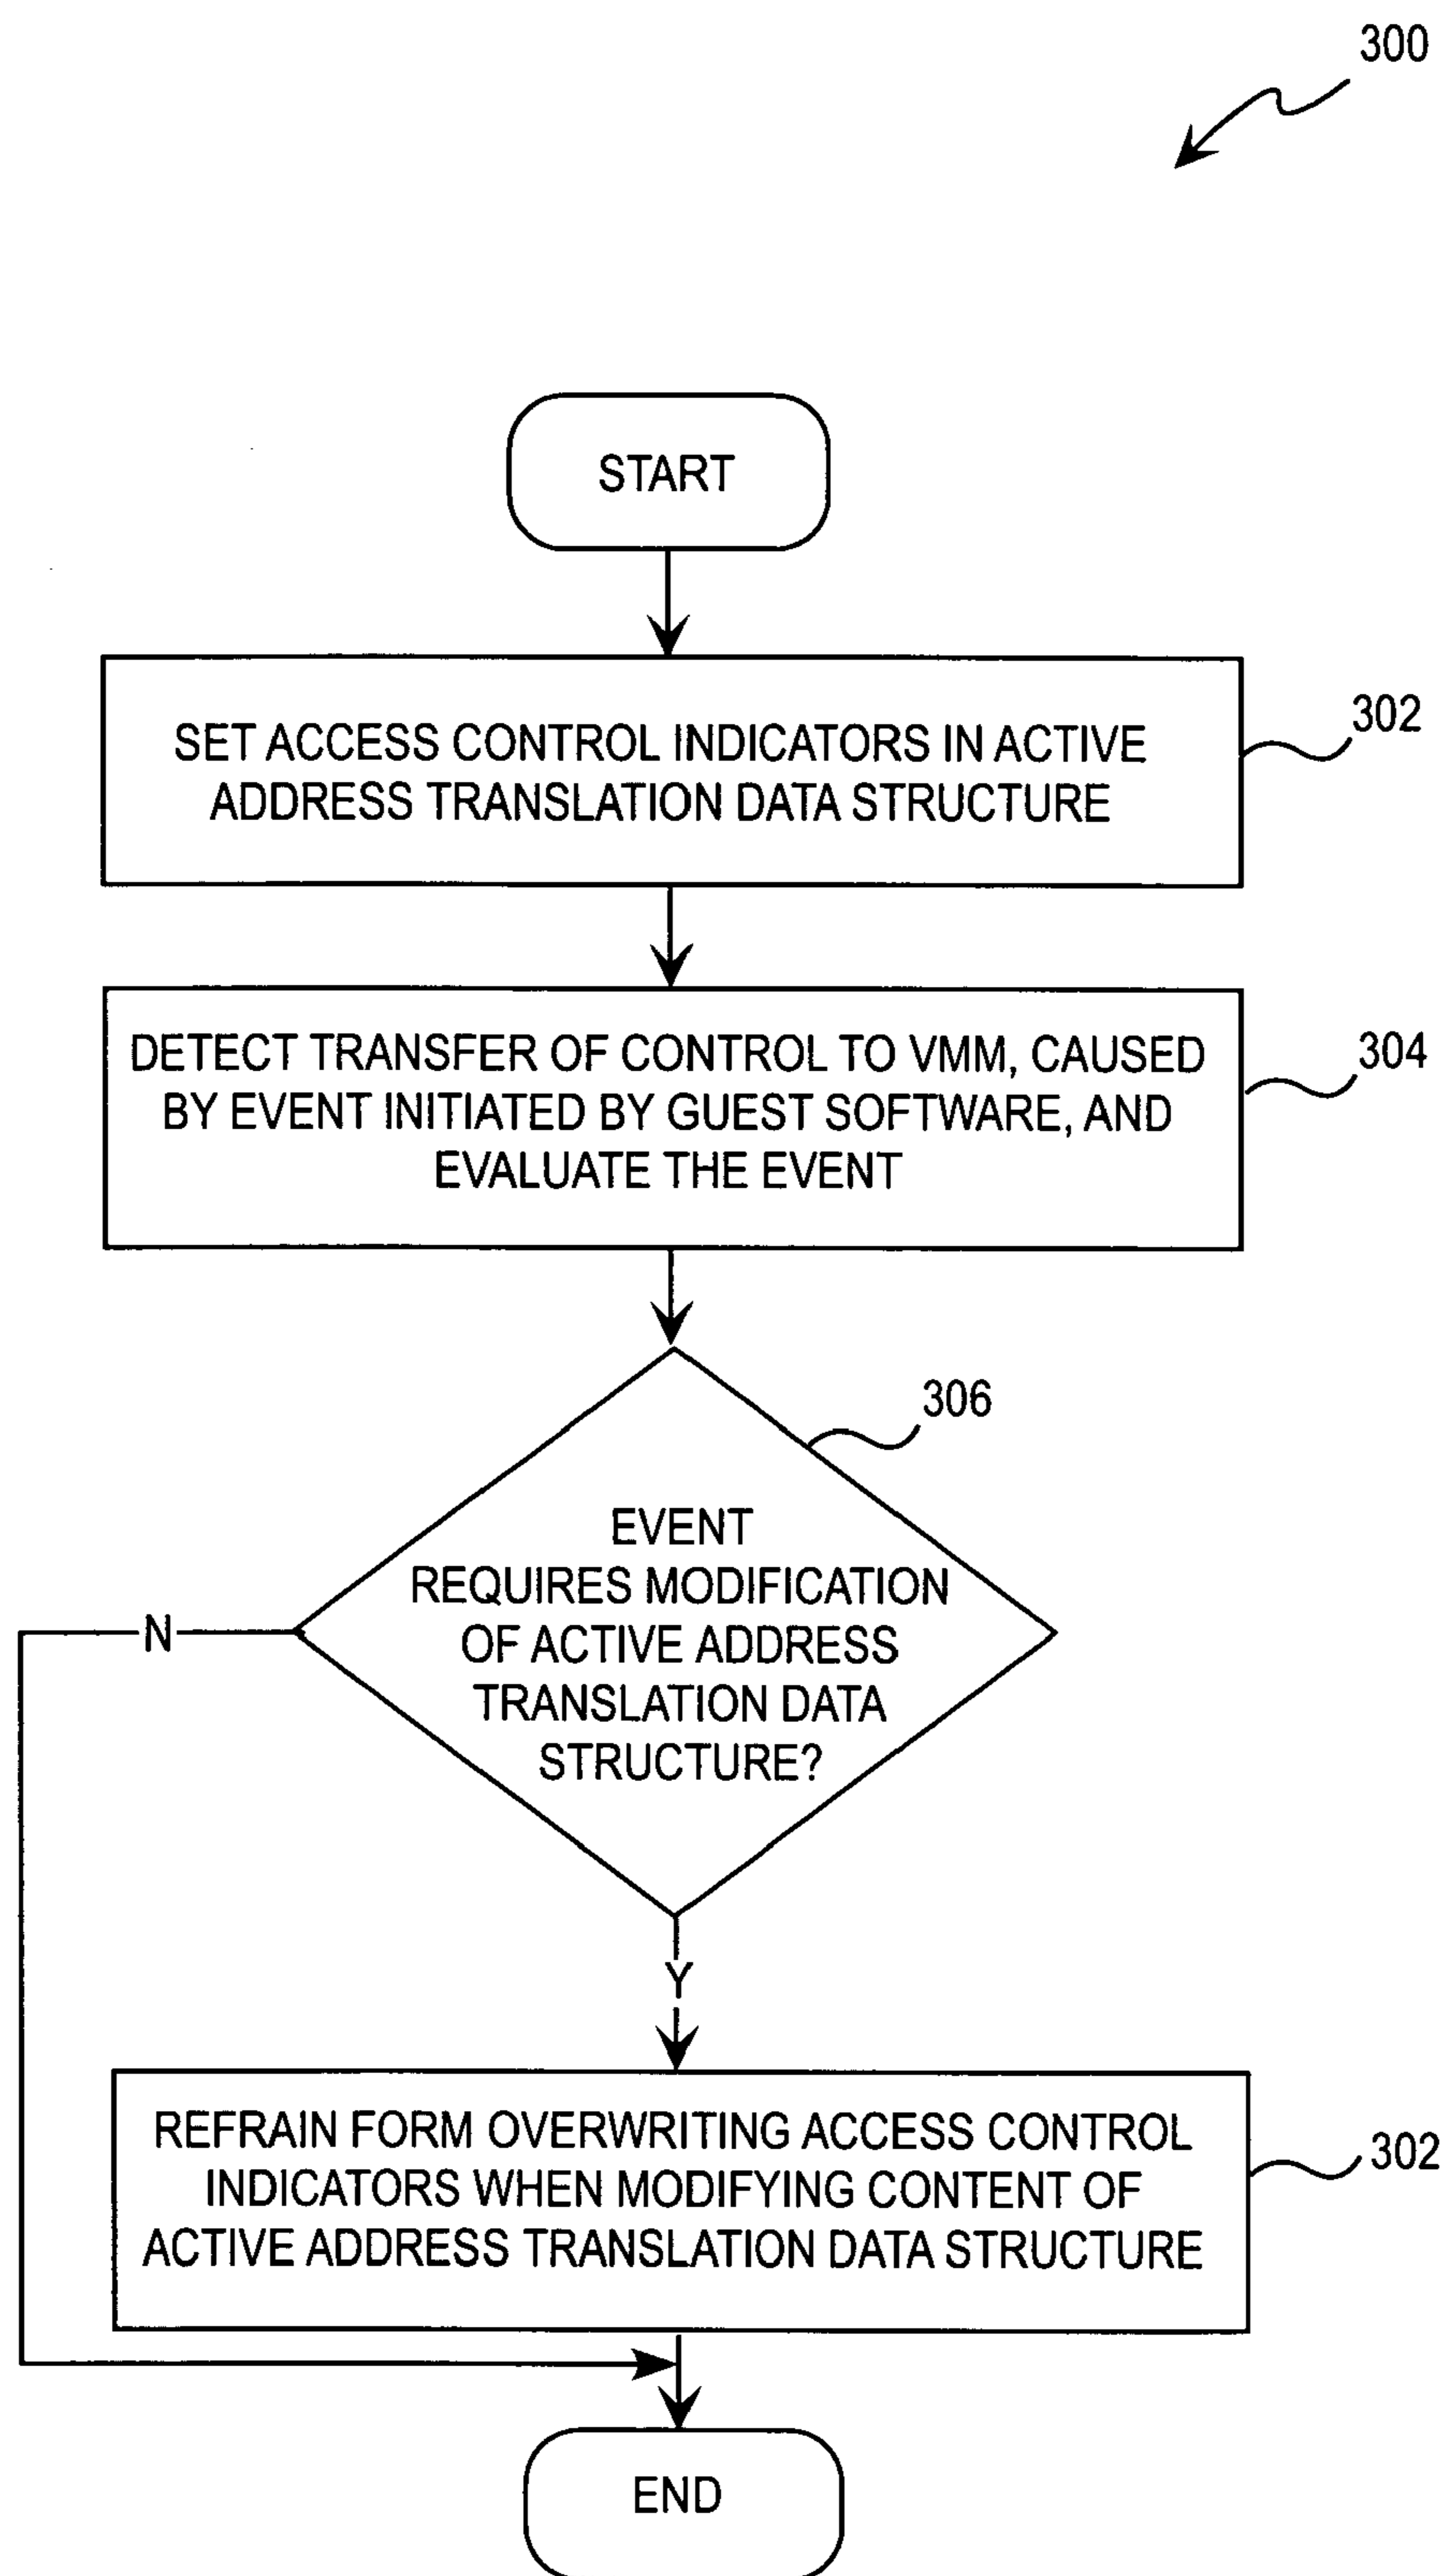 300
START
SET ACCESS CONTROL INDICATORS IN ACTIVE
ADDRESS TRANSLATION DATA STRUCTURE
302
DETECT TRANSFER OF CONTROL TO VMM, CAUSED
BY EVENT INITIATED BY GUEST SOFTWARE, AND
EVALUATE THE EVENT
304
306
EVENT
REQUIRES MODIFICATION
OF ACTIVE ADDRESS
TRANSLATION DATA
STRUCTURE?
N
Y
REFRAIN FORM OVERWRITING ACCESS CONTROL
INDICATORS WHEN MODIFYING CONTENT OF
ACTIVE ADDRESS TRANSLATION DATA STRUCTURE
302
END